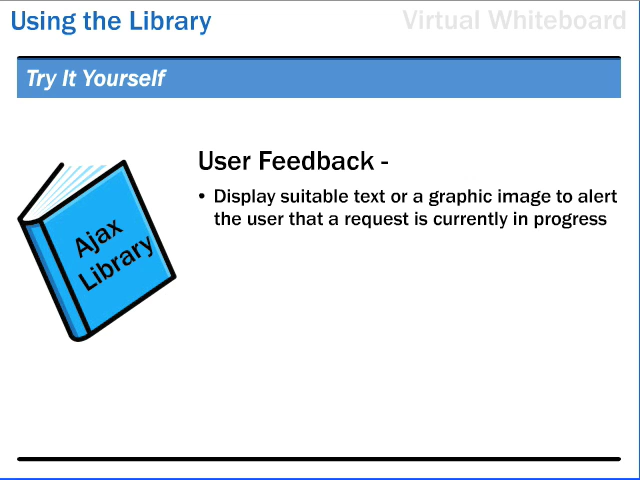 Using the Library
Virtual Whiteboard
Try It Yourself
User Feedback -
• Display suitable text or a graphic image to alert
the user that a request is currently in progress
Ajax
Library